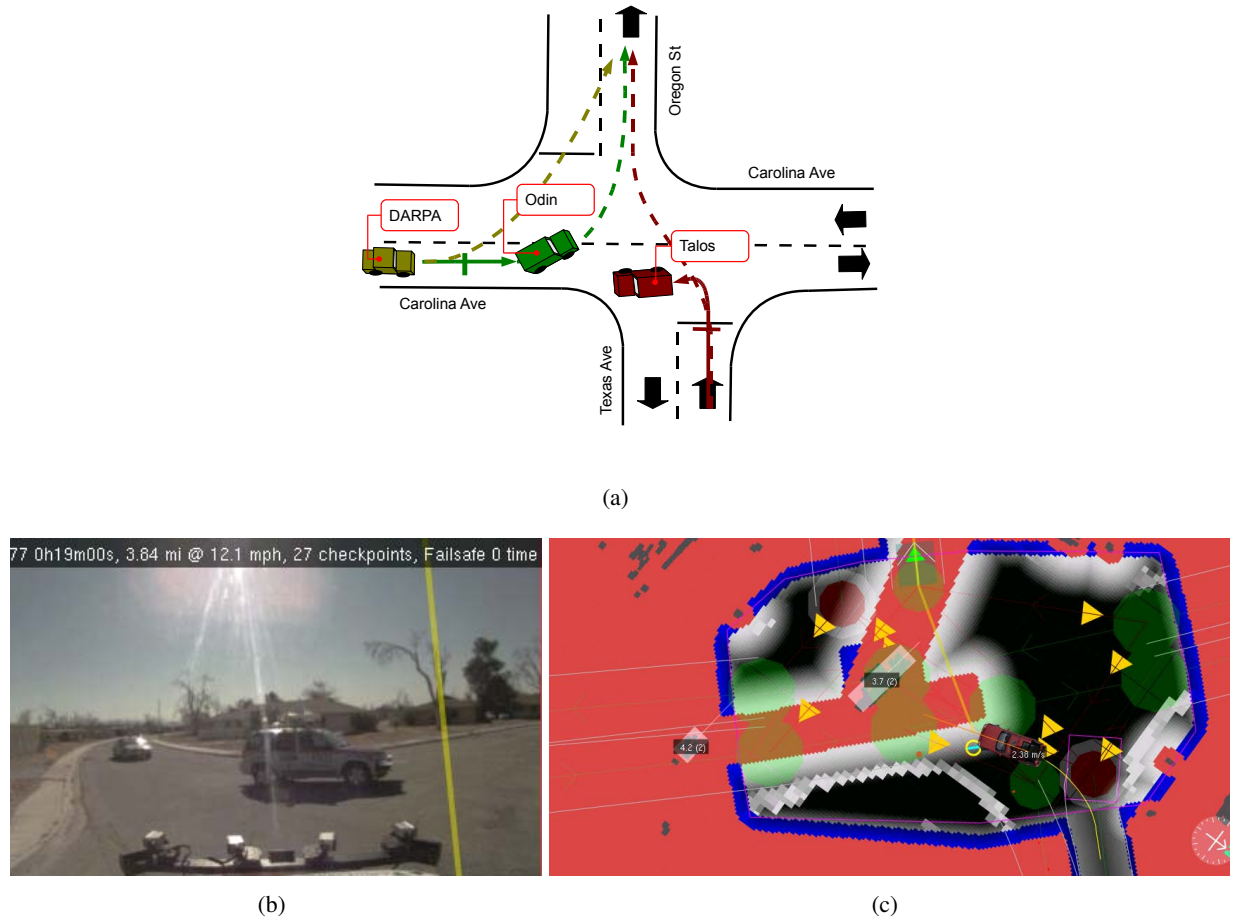 Oregon St
Carolina Ave
Odin
DARPA
Talos
Carolina Ave
Texas Ave
(a)
77 0h19m00s, 3.84 mi @ 12.1 mph, 27 checkpoints, Failsafe 0 time
3.7 (2)
4.2 (2)
2.38 m/s
(b)
(c)